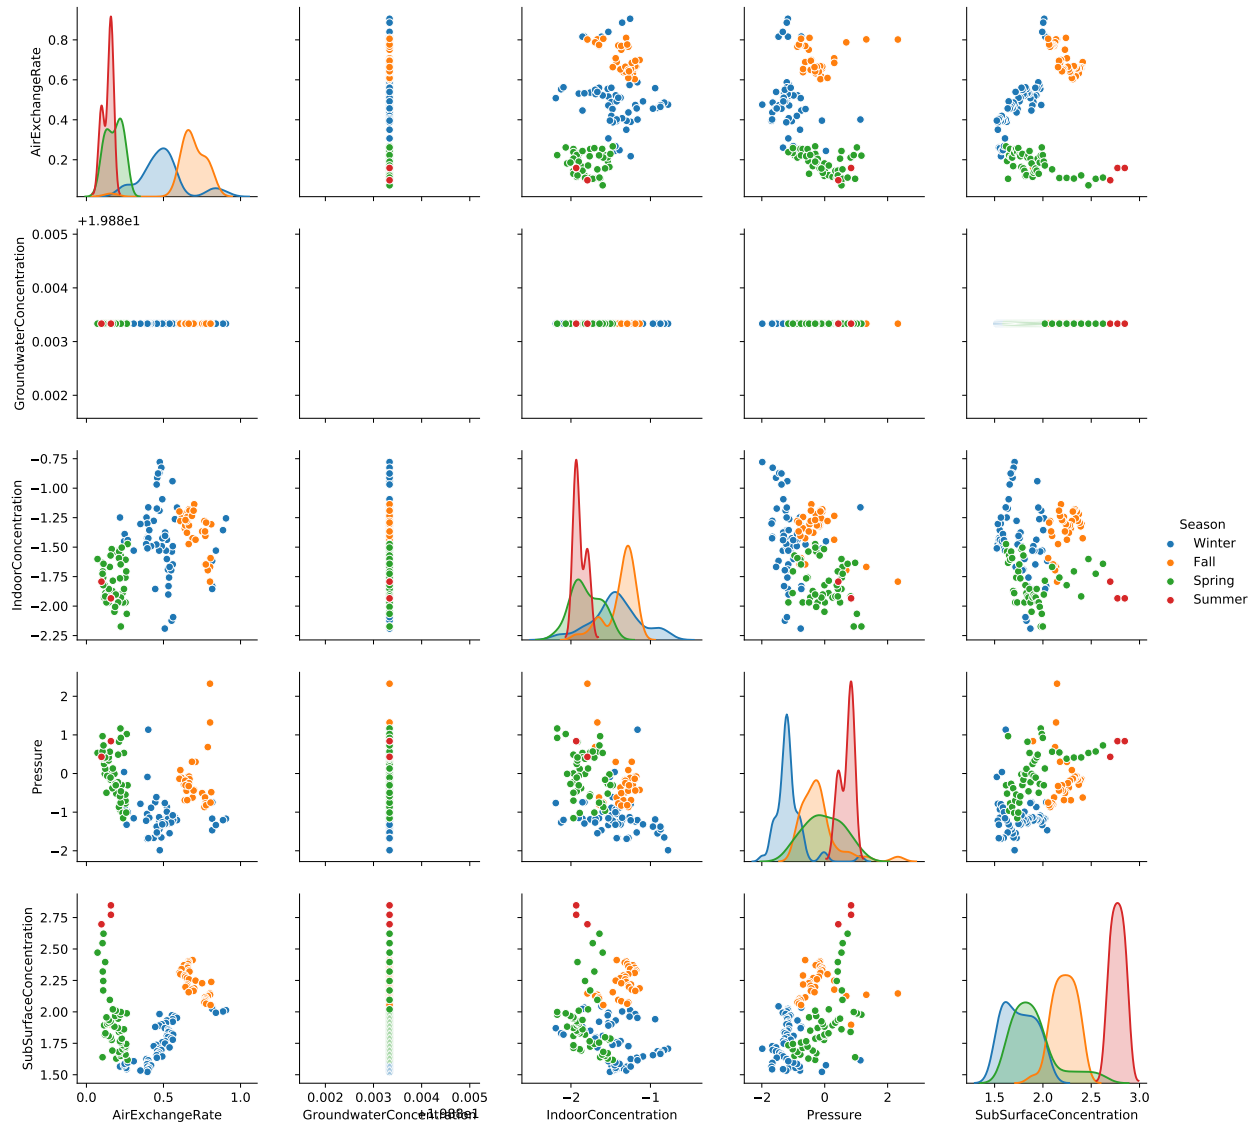 0.8
0.6
0.4
0.2
AirExchangeRate
+1.988e1
0.005
0.004
0.003
0.002
GroundwaterConcentration
−0.75
−1.00
−1.25
−1.50
−1.75
−2.00
−2.25
IndoorConcentration
Season
Winter
Fall
Spring
Summer
2
1
0
−1
−2
Pressure
2.75
2.50
2.25
2.00
1.75
1.50
SubSurfaceConcentration
0.0 0.5 1.0
AirExchangeRate
0.002 0.003 0.004 0.005
GroundwaterConcentration
+1.988e1
−2 −1
IndoorConcentration
−2 0 2
Pressure
1.5 2.0 2.5 3.0
SubSurfaceConcentration